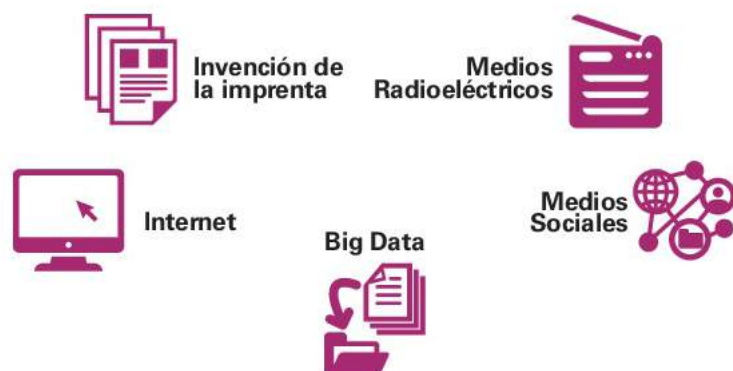 Invención de
la imprenta
Medios
Radioeléctricos
Internet
Medios
Sociales
Big Data